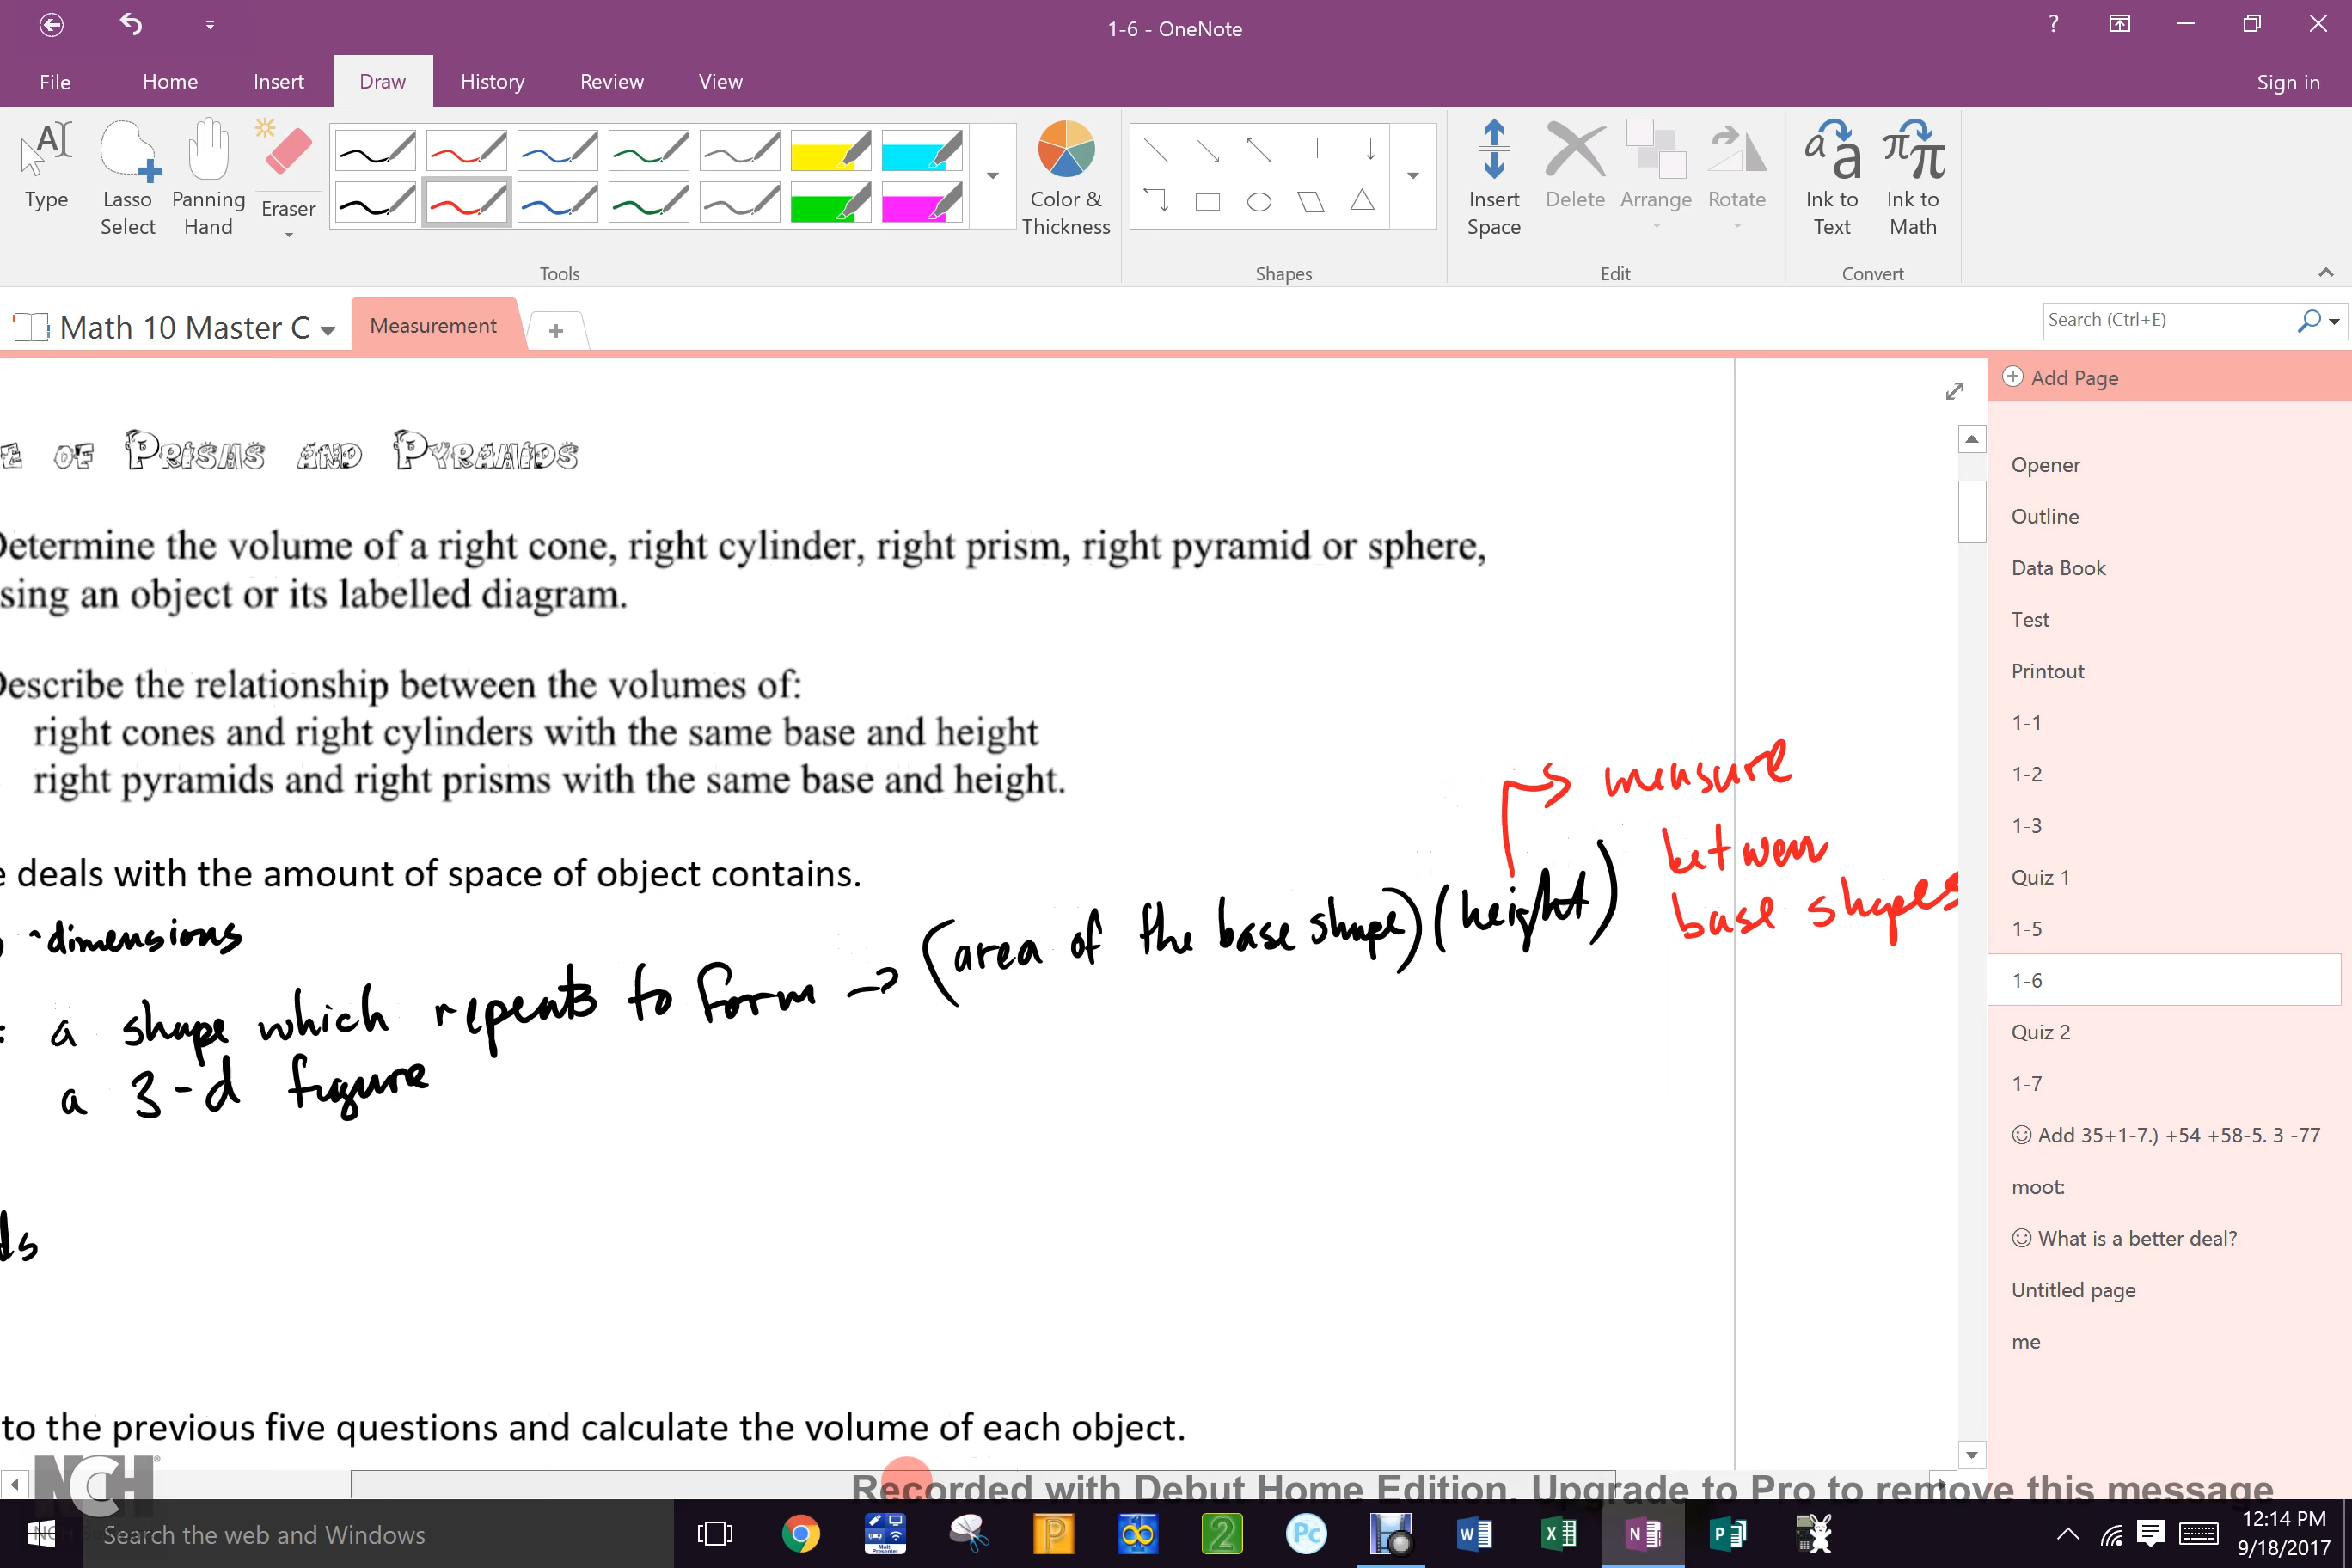 1-6 - OneNote
?
File Home Insert Draw History Review View Sign in
Type
Lasso Select
Panning Hand
Eraser
Color & Thickness
Insert Space
Delete
Arrange
Rotate
Ink to Text
Ink to Math
Tools Shapes Edit Convert
Math 10 Master C Measurement +
Search (Ctrl+E)
Add Page
Opener
Outline
Data Book
Test
Printout
1-1
1-2
1-3
Quiz 1
1-5
1-6
Quiz 2
1-7
Add 35+1-7.) +54 +58-5. 3 -77
moot:
What is a better deal?
Untitled page
me
E of Prisms and Pyramids
Determine the volume of a right cone, right cylinder, right prism, right pyramid or sphere,
sing an object or its labelled diagram.
Describe the relationship between the volumes of:
right cones and right cylinders with the same base and height
right pyramids and right prisms with the same base and height.
→ measure
between
base shapes
e deals with the amount of space of object contains.
-dimensions
: a shape which repeats to form → (area of the base shape)(height)
a 3-d figure
ds
to the previous five questions and calculate the volume of each object.
NCH
Recorded with Debut Home Edition. Upgrade to Pro to remove this message
Search the web and Windows
12:14 PM
9/18/2017